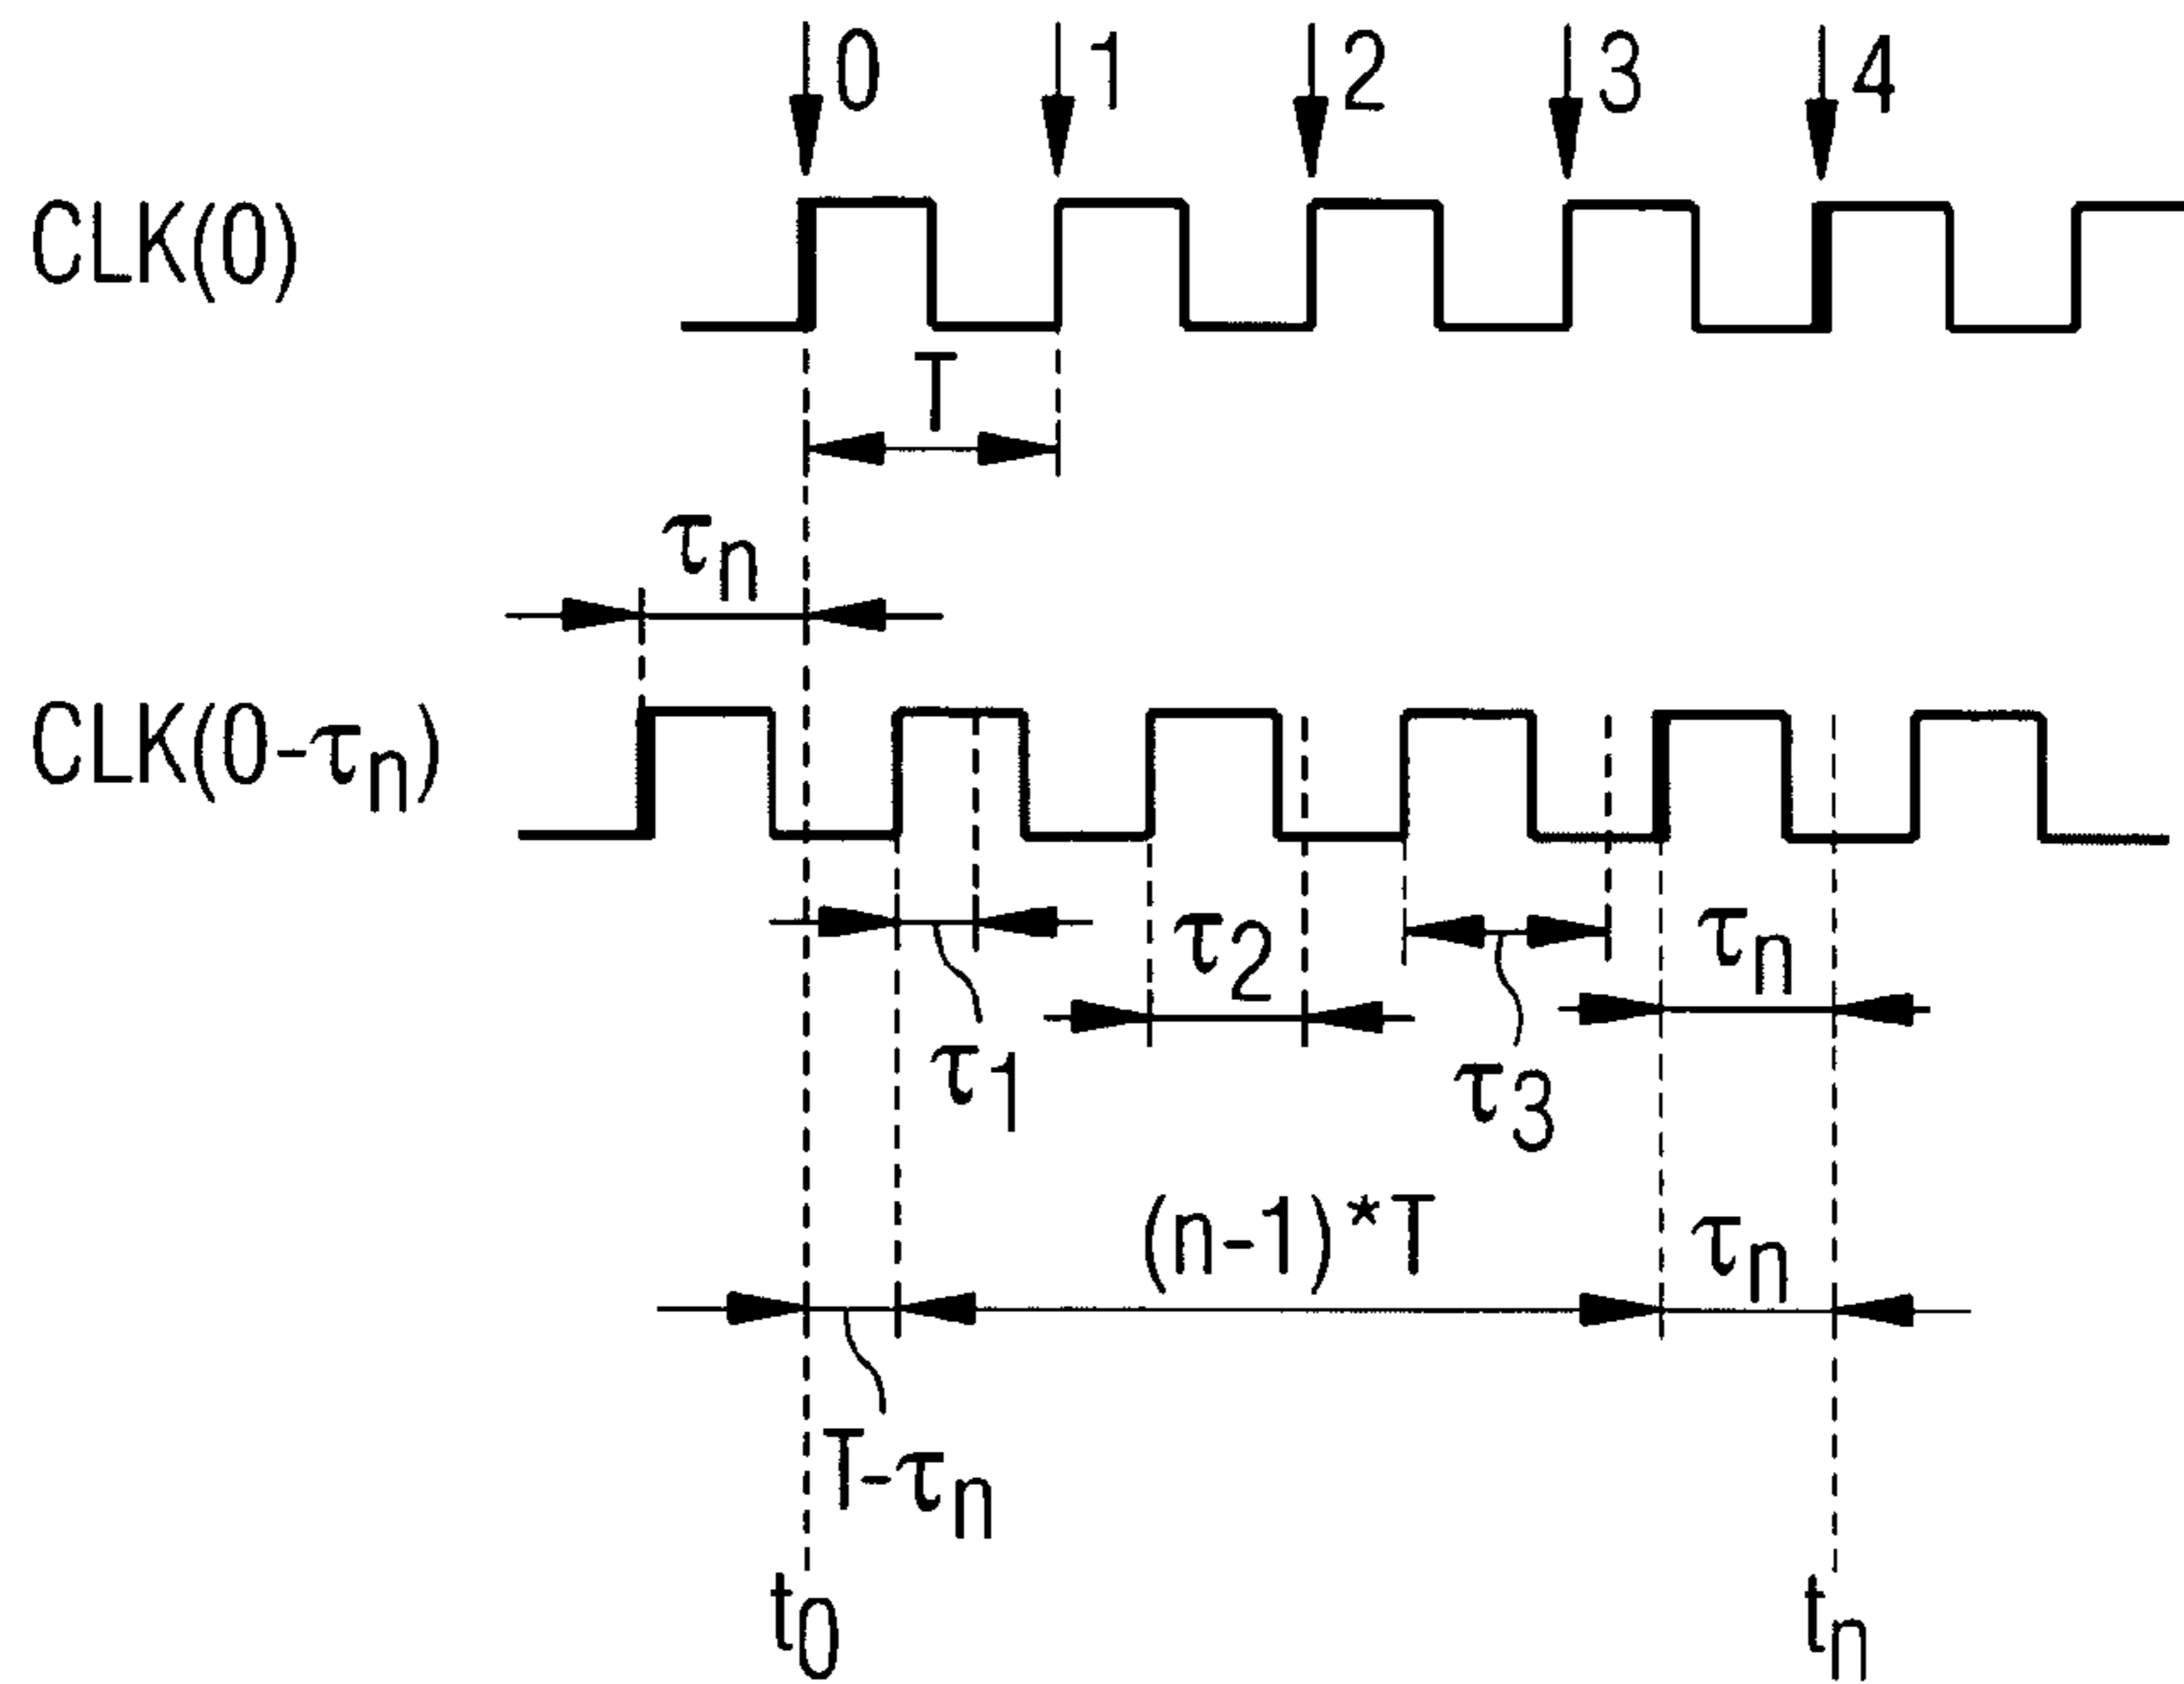 0 1 2 3 4
CLK(0)
T
τn
CLK(0-τn)
τ1
τ2
τ3
τn
(n-1)*T
τn
T-τn
t0
tn